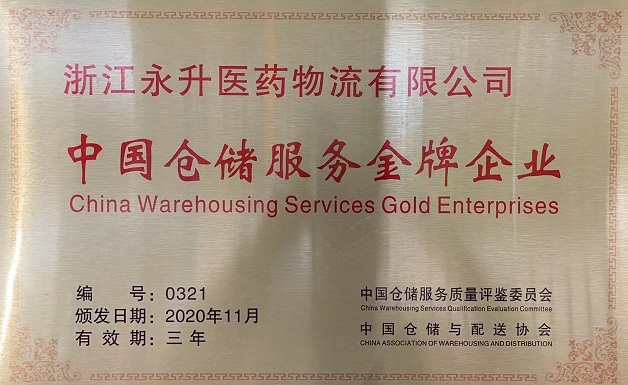 浙江永升医药物流有限公司
中国仓储服务金牌企业
China Warehousing Services Gold Enterprises
编 号：0321
颁发日期：2020年11月
有 效 期：三年
中国仓储服务质量评鉴委员会
China Warehousing Services Qualification Evaluation Committee
中国仓储与配送协会
CHINA ASSOCIATION OF WAREHOUSING AND DISTRIBUTION